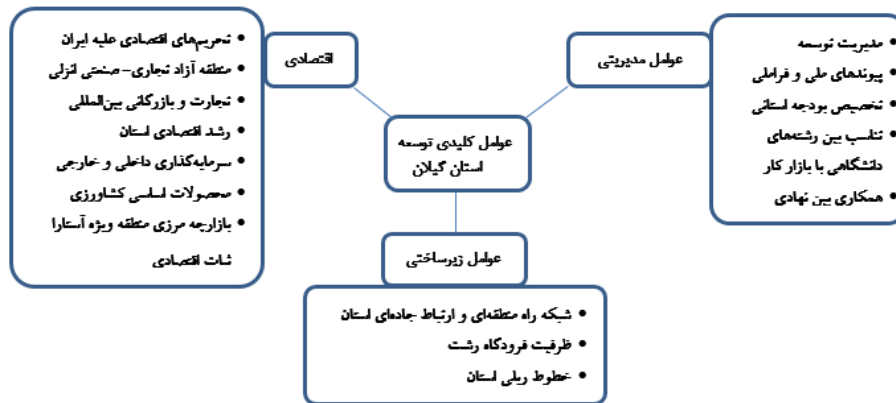 عوامل کلیدی توسعه
استان گیلان
عوامل مدیریتی
• مدیریت توسعه
• پیوندهای ملی و فراملی
• تخصیص بودجه استانی
• تناسب بین رشته‌های
دانشگاهی با بازار کار
• همکاری بین نهادی
اقتصادی
• تحریم‌های اقتصادی علیه ایران
• منطقه آزاد تجاری- صنعتی انزلی
• تجارت و بازرگانی بین‌المللی
• رشد اقتصادی استان
• سرمایه‌گذاری داخلی و خارجی
• محصولات اساسی کشاورزی
• بازارچه مرزی منطقه ویژه آستارا
ثبات اقتصادی
عوامل زیرساختی
• شبکه راه منطقه‌ای و ارتباط جاده‌ای استان
• ظرفیت فرودگاه رشت
• خطوط ریلی استان